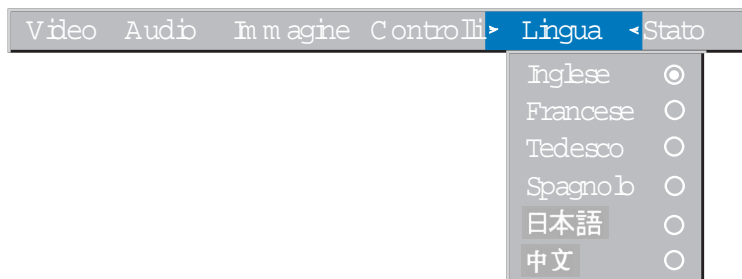 Video Audio Immagine Controlli Lingua Stato
Inglese
Francese
Tedesco
Spagnolo
日本語
中文